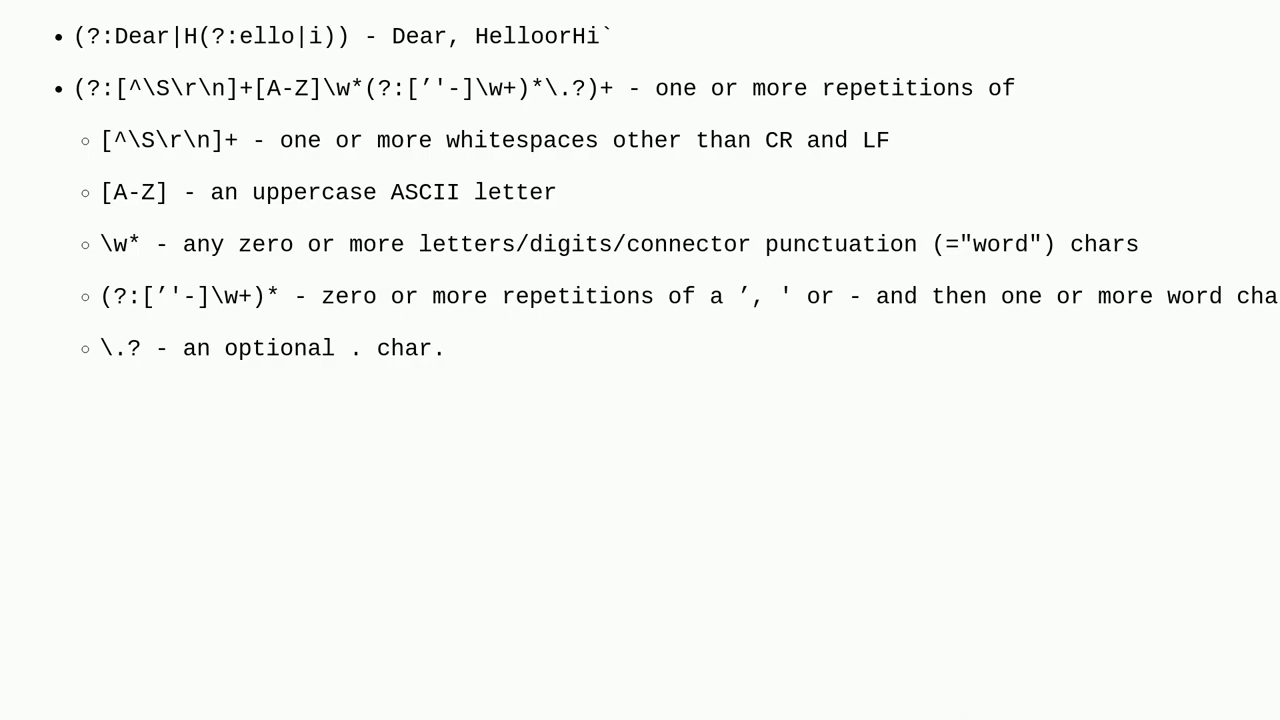 • (?:Dear|H(?:ello|i)) - Dear, HelloorHi`
• (?:[^\S\r\n]+[A-Z]\w*(?:[’'-]\w+)*\.?)+ - one or more repetitions of
○ [^\S\r\n]+ - one or more whitespaces other than CR and LF
○ [A-Z] - an uppercase ASCII letter
○ \w* - any zero or more letters/digits/connector punctuation (="word") chars
○ (?:[’'-]\w+)* - zero or more repetitions of a ’, ' or - and then one or more word cha
○ \.? - an optional . char.